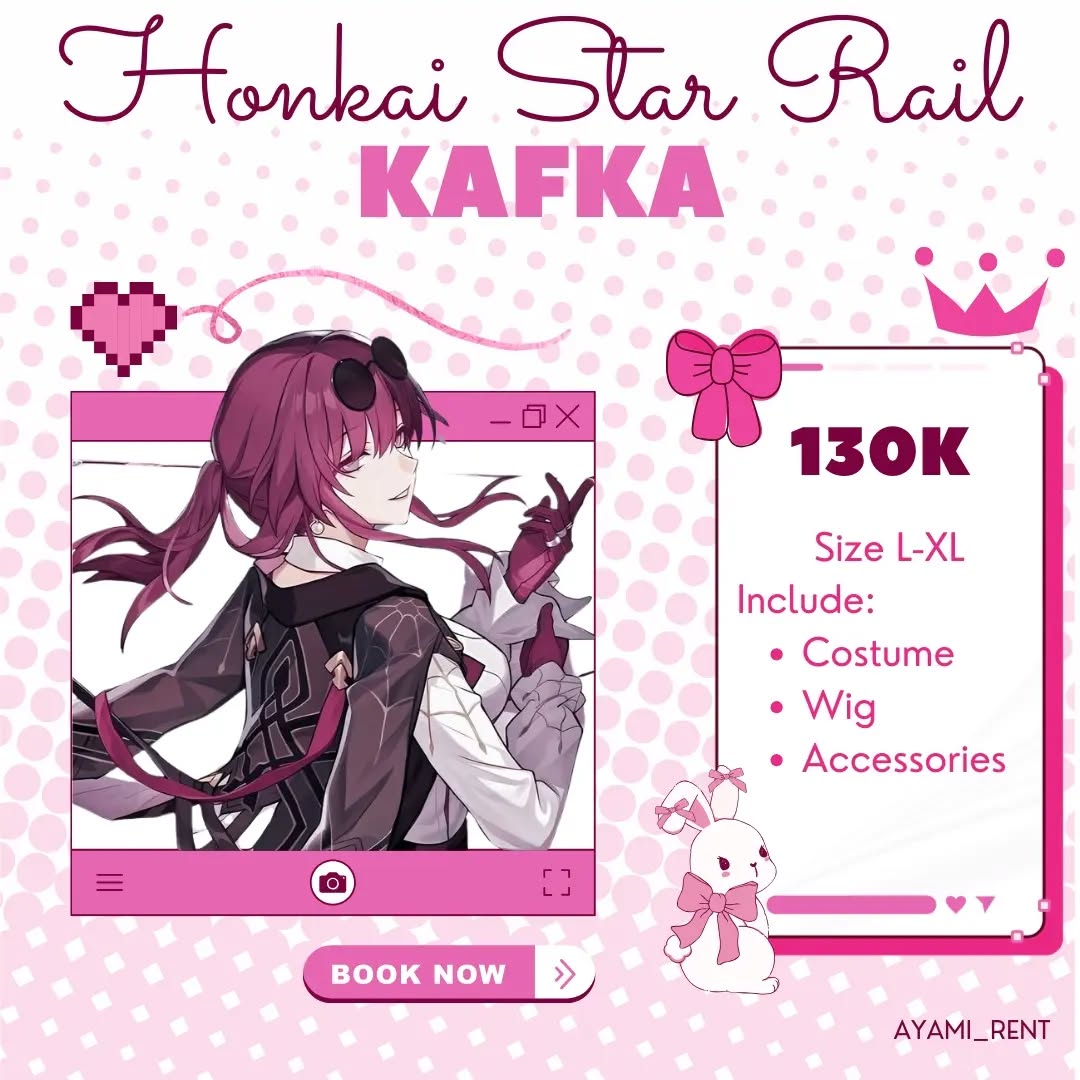 Honkai Star Rail
KAFKA
130K
Size L-XL
Include:
• Costume
• Wig
• Accessories
BOOK NOW
AYAMI_RENT